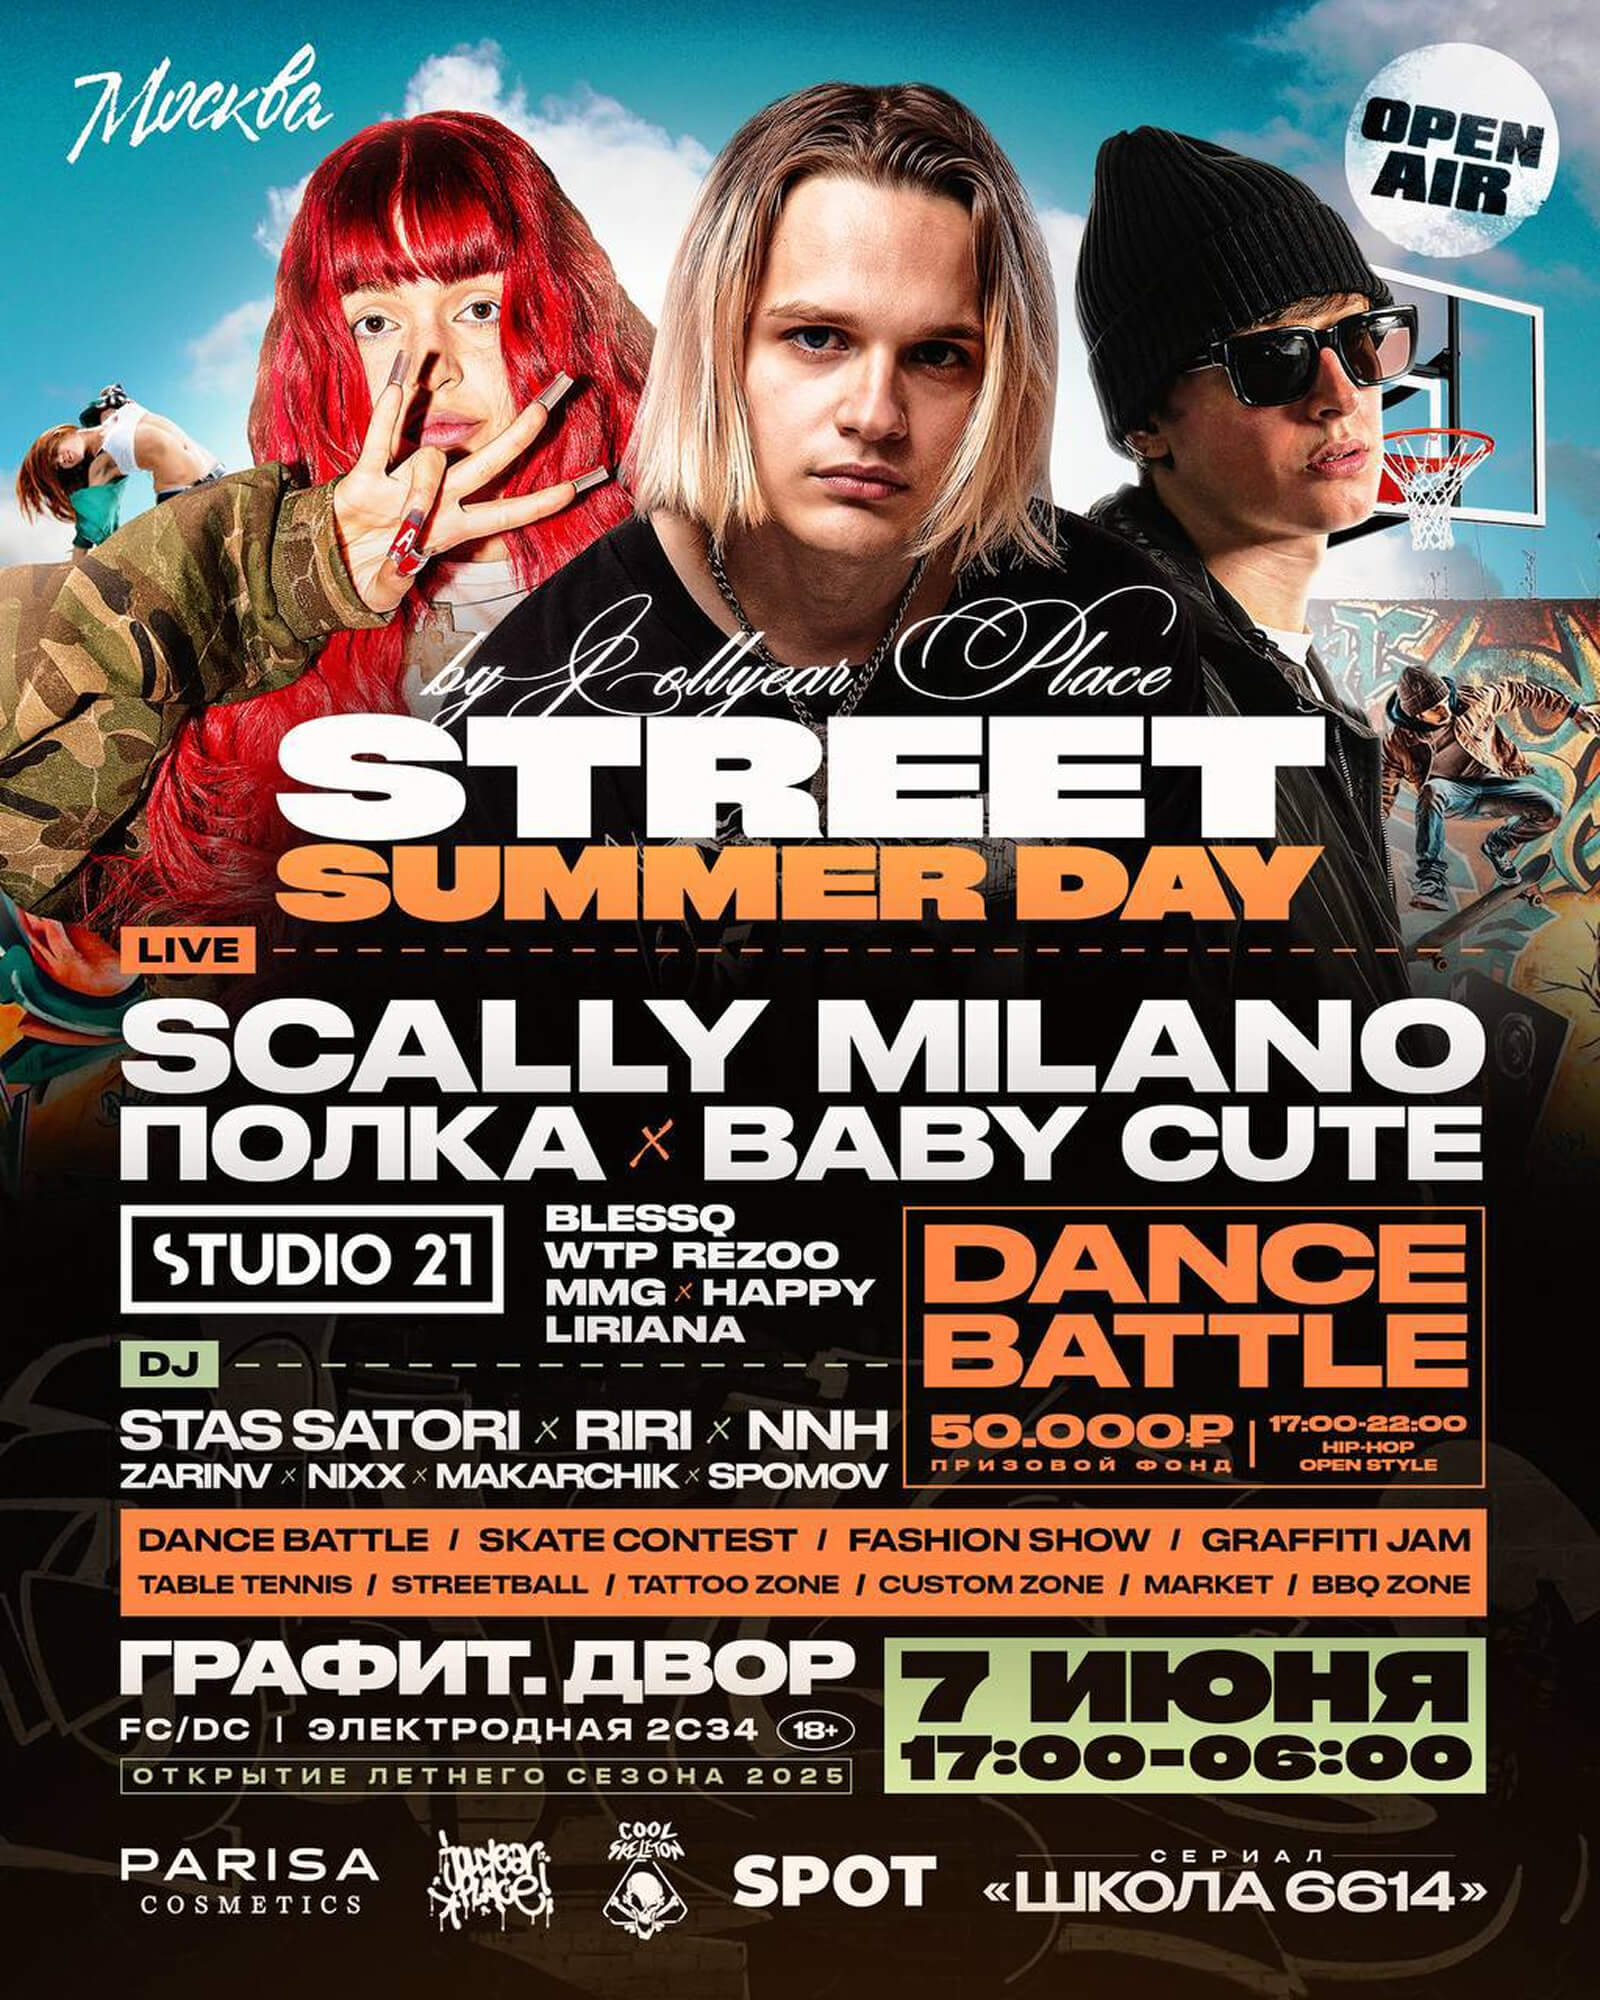 Москва
OPEN
AIR
by Jollyear Place
STREET
SUMMER DAY
LIVE
SCALLY MILANO
ПОЛКА x BABY CUTE
STUDIO 21
BLESSQ
WTP REZOO
MMG x HAPPY
LIRIANA
DANCE
BATTLE
50.000₽
ПРИЗОВОЙ ФОНД
17:00-22:00
HIP-HOP
OPEN STYLE
DJ
STAS SATORI x RIRI x NNH
ZARINV x NIXX x MAKARCHIK x SPOMOV
DANCE BATTLE / SKATE CONTEST / FASHION SHOW / GRAFFITI JAM
TABLE TENNIS / STREETBALL / TATTOO ZONE / CUSTOM ZONE / MARKET / BBQ ZONE
ГРАФИТ. ДВОР
FC/DC | ЭЛЕКТРОДНАЯ 2С34 18+
ОТКРЫТИЕ ЛЕТНЕГО СЕЗОНА 2025
7 ИЮНЯ
17:00-06:00
PARISA
COSMETICS
Jollyear
PLACE
COOL
SKELETON
SPOT
СЕРИАЛ
«ШКОЛА 6614»